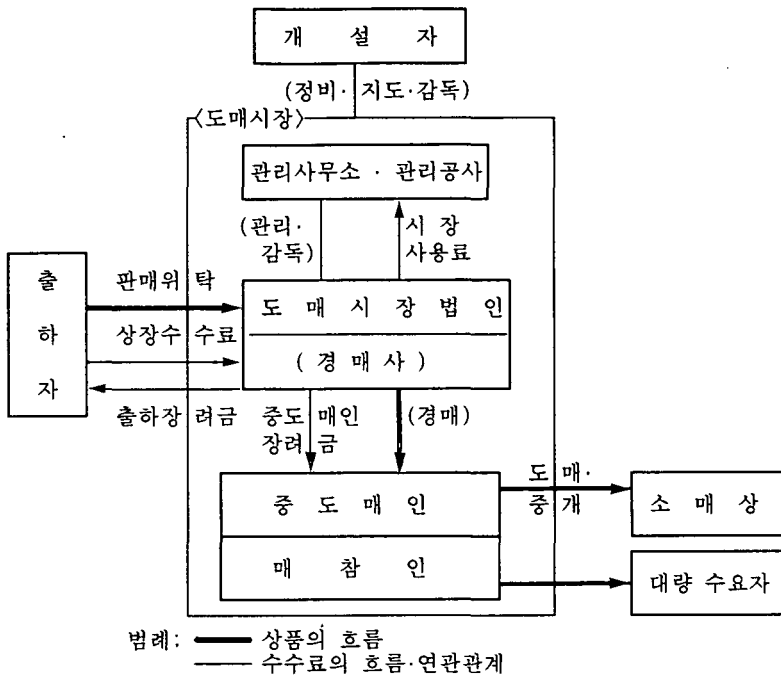 개 설 자
(정비· 지도·감독)
〈도매시장〉
관리사무소 · 관리공사
(관리·
감독)
시 장
사용료
출
하
자
판매위 탁
상장수 수료
출하장 려금
도 매 시 장 법 인
( 경 매 사 )
중도 매인
장려 금
(경매)
중 도 매 인
매 참 인
도 매·
중 개
소 매 상
대량 수요자
범례; 상품의 흐름
수수료의 흐름·연관관계